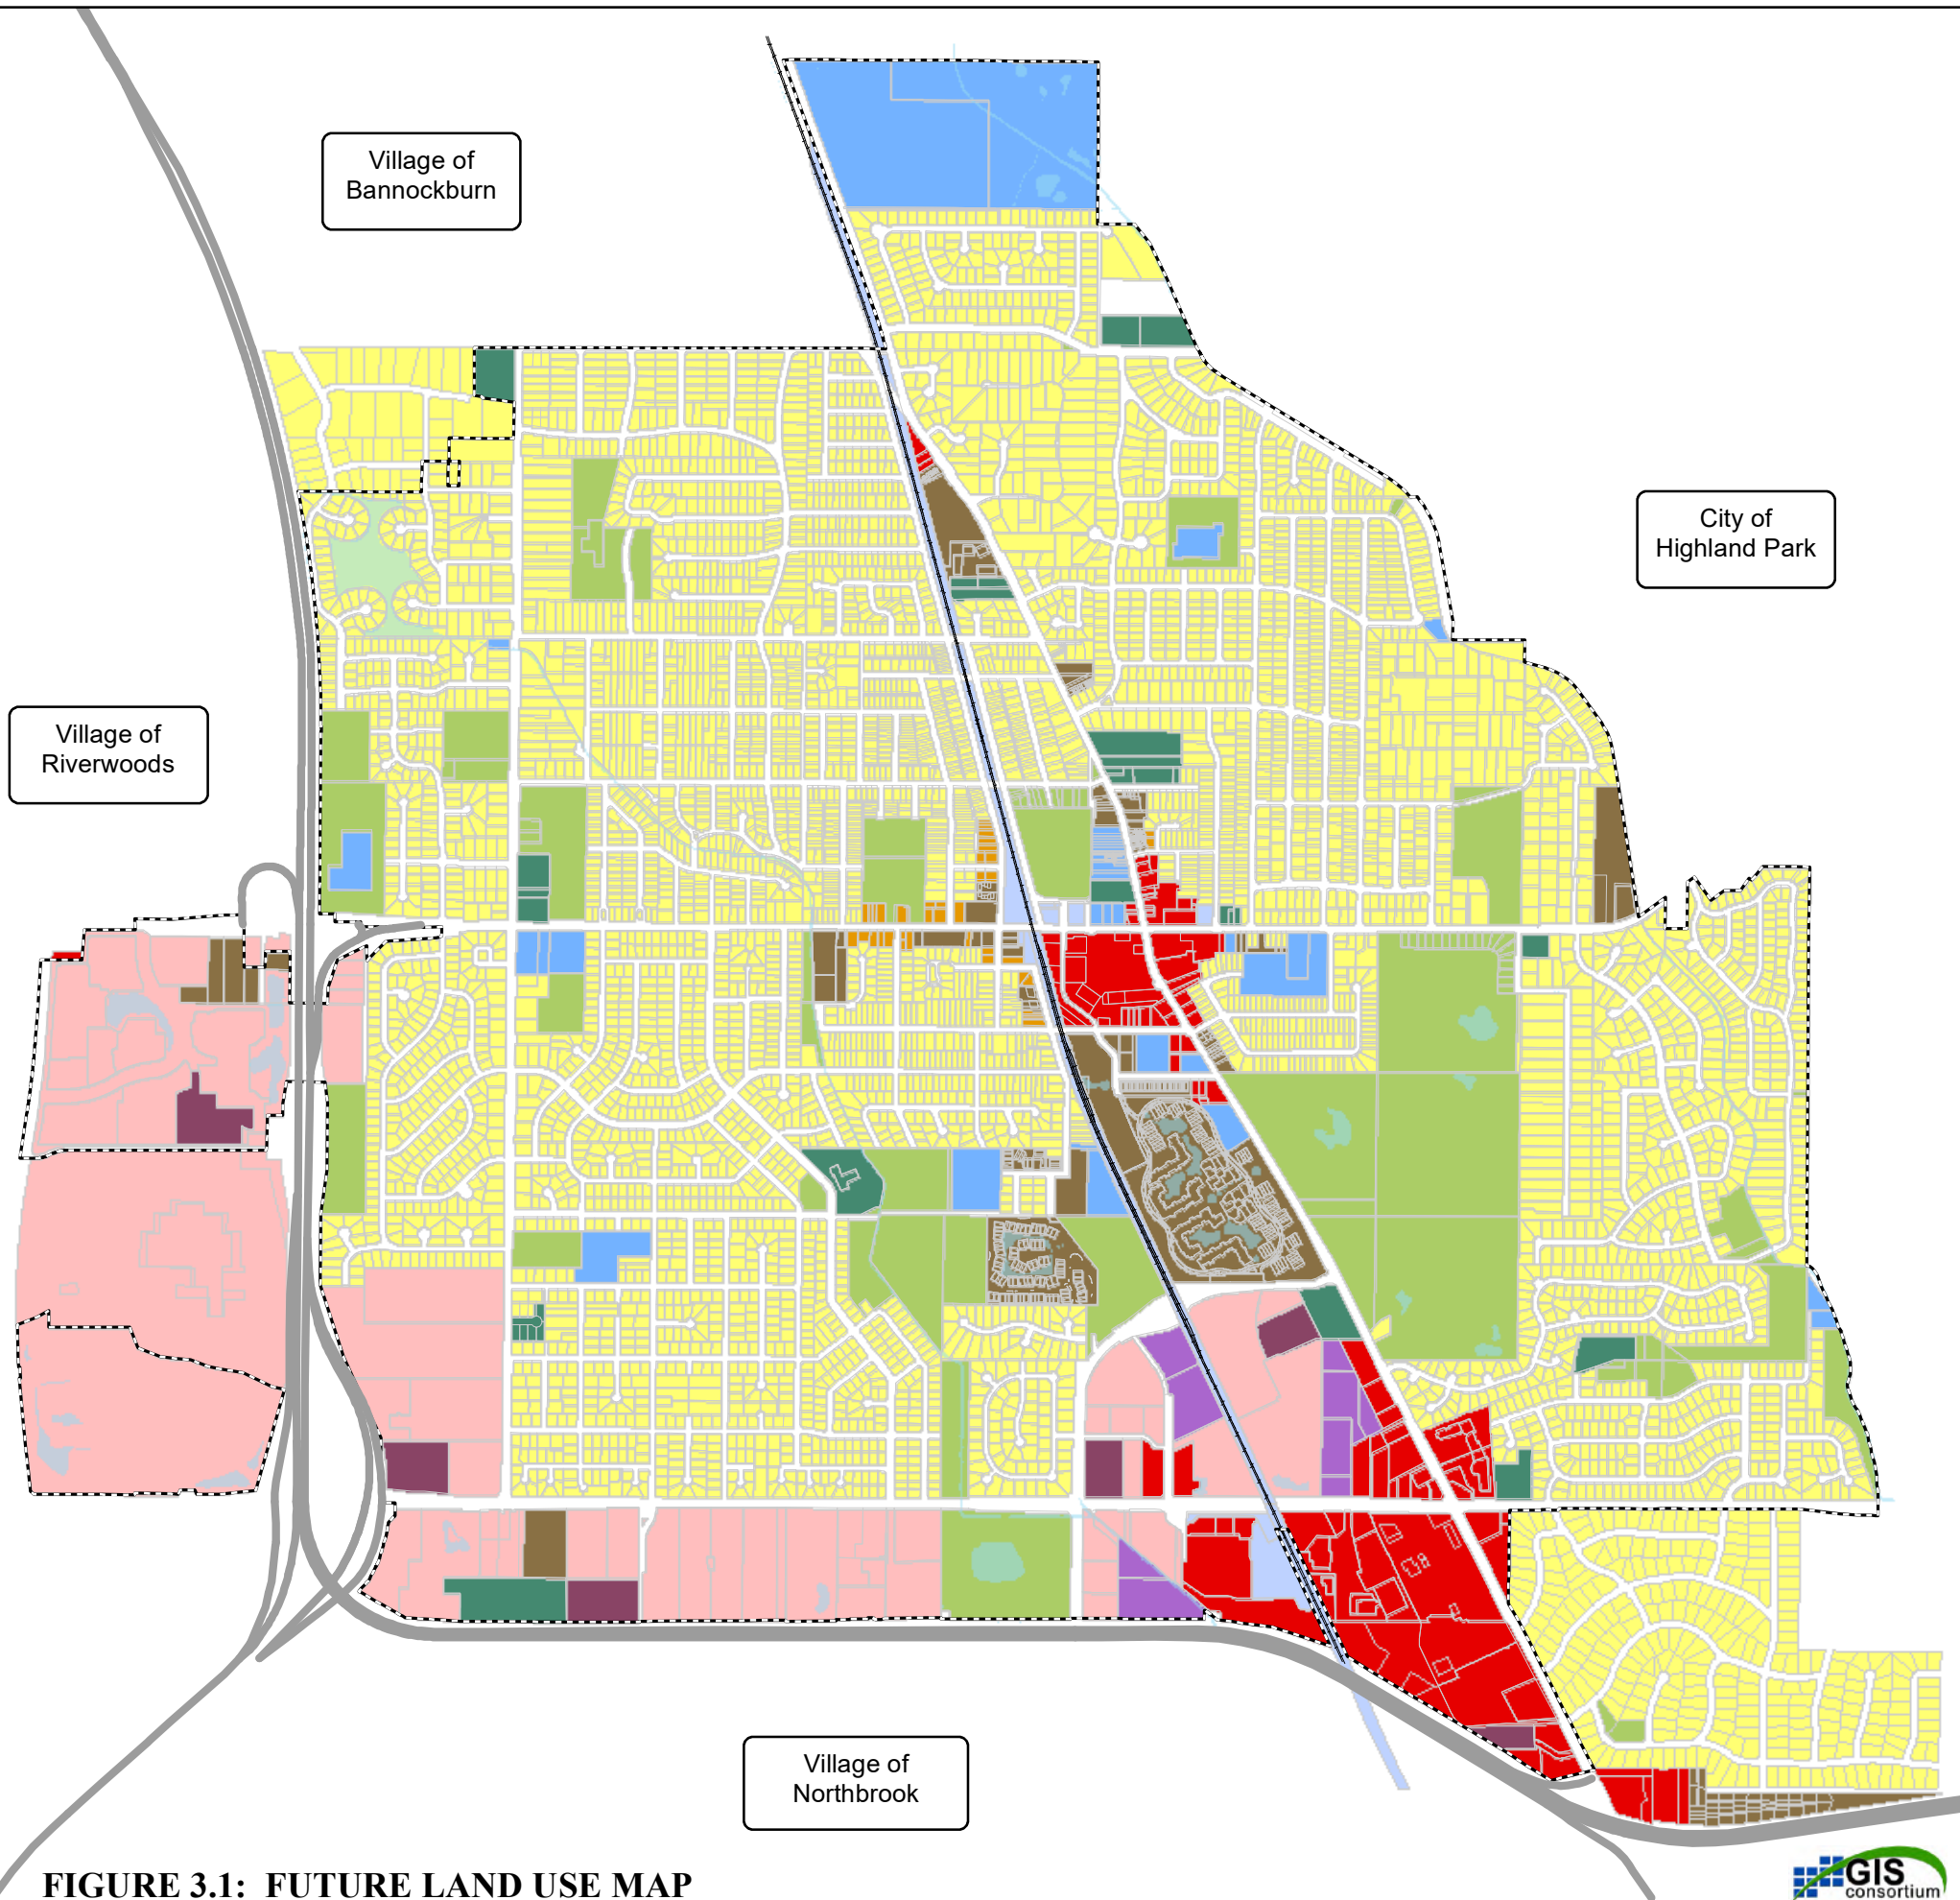 Village of
Bannockburn
City of
Highland Park
Village of
Riverwoods
Village of
Northbrook
FIGURE 3.1: FUTURE LAND USE MAP
GIS
consortium